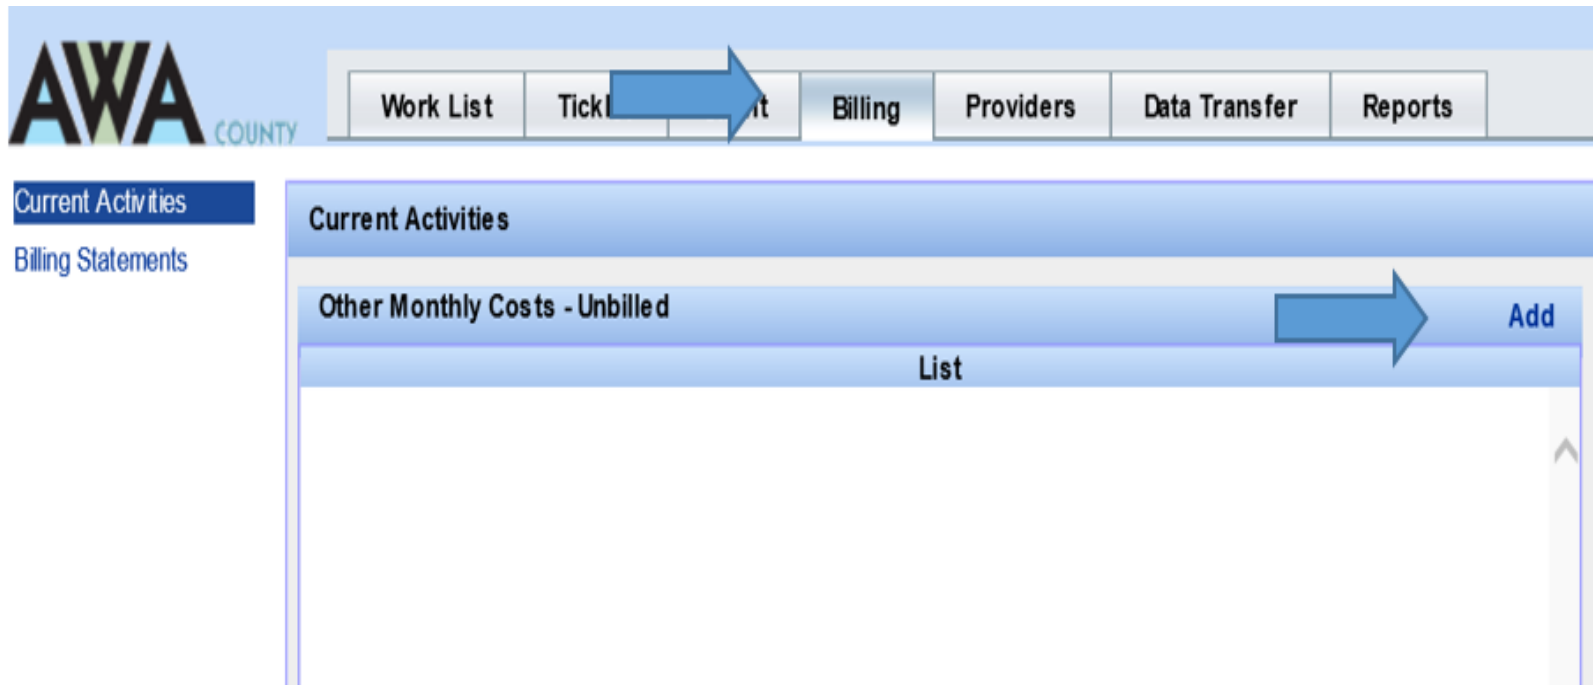 AWA COUNTY
Work List Billing Providers Data Transfer Reports
Current Activities
Billing Statements
Current Activities
Other Monthly Costs - Unbilled Add
List